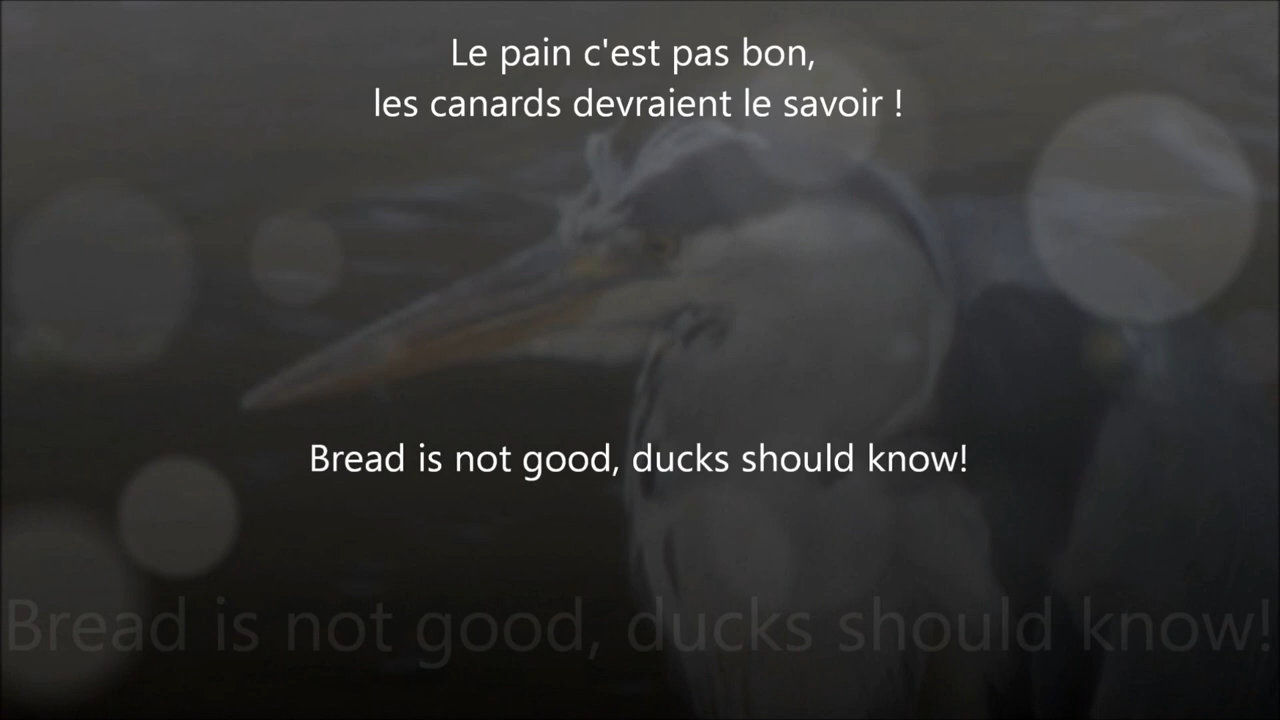 Le pain c'est pas bon,
les canards devraient le savoir !
Bread is not good, ducks should know!
Bread is not good, ducks should know!